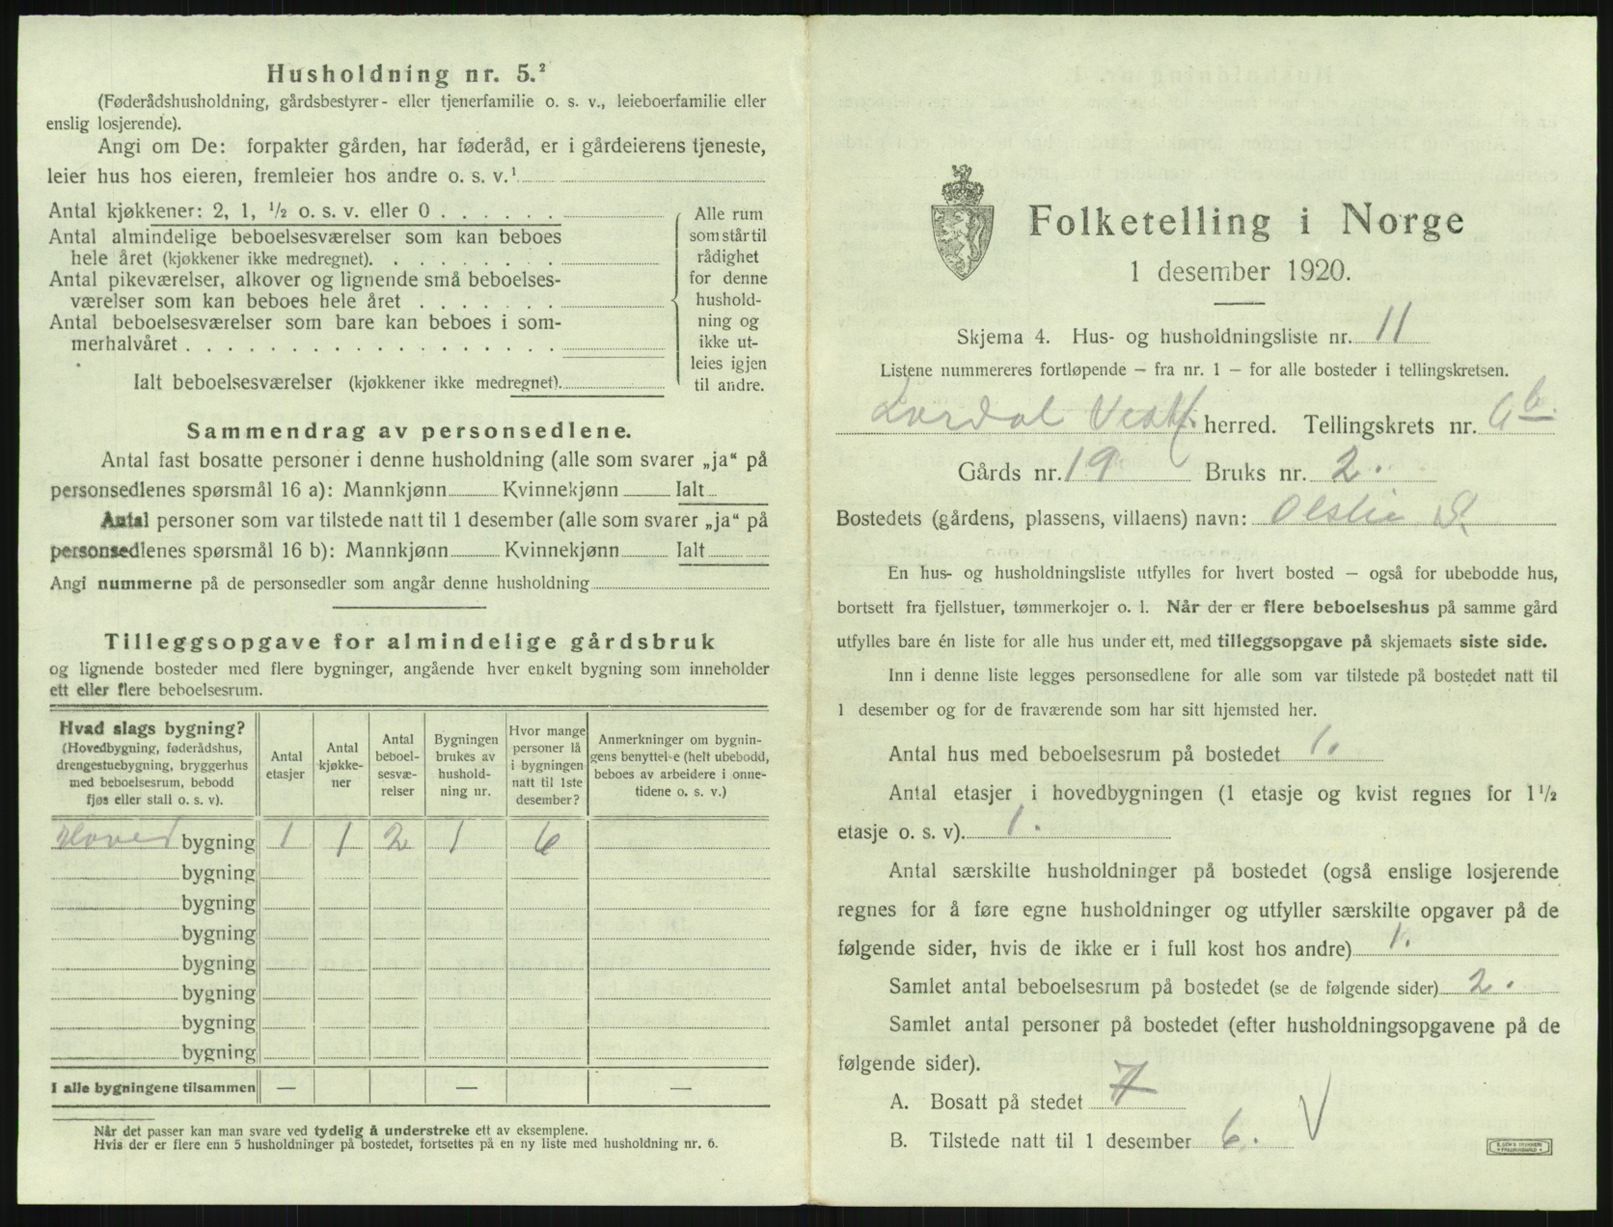 Husholdning nr. 5.²
(Føderådshusholdning, gårdsbestyrer- eller tjenerfamilie o. s. v., leieboerfamilie eller
enslig losjerende).
Angi om De: forpakter gården, har føderåd, er i gårdeierens tjeneste,
leier hus hos eieren, fremleier hos andre o. s. v.¹
Antal kjøkkener: 2, 1, ½ o. s. v. eller 0 . . . . . .
Antal almindelige beboelsesværelser som kan beboes
hele året (kjøkkener ikke medregnet). . . . . . . .
Antal pikeværelser, alkover og lignende små beboelses-
værelser som kan beboes hele året . . . . . . .
Antal beboelsesværelser som bare kan beboes i som-
merhalvåret . . . . . . . . . . . . . . . . . .
Ialt beboelsesværelser (kjøkkener ikke medregnet).
Alle rum
som står til
rådighet
for denne
hushold-
ning og
ikke ut-
leies igjen
til andre.
Sammendrag av personsedlene.
Antal fast bosatte personer i denne husholdning (alle som svarer „ja“ på
personsedlenes spørsmål 16 a): Mannkjønn Kvinnekjønn Ialt
Antal personer som var tilstede natt til 1 desember (alle som svarer „ja“ på
personsedlenes spørsmål 16 b): Mannkjønn Kvinnekjønn Ialt
Angi nummerne på de personsedler som angår denne husholdning
Tilleggsopgave for almindelige gårdsbruk
og lignende bosteder med flere bygninger, angående hver enkelt bygning som inneholder
ett eller flere beboelsesrum.
Hvad slags bygning?
(Hovedbygning, føderådshus,
drengestuebygning, bryggerhus
med beboelsesrum, bebodd
fjøs eller stall o. s. v).
Antal
etasjer
Antal
kjøkke-
ner
Antal
beboel-
sesvæ-
relser
Bygningen
brukes av
hushold-
ning nr.
Hvor mange
personer lå
i bygningen
natt til 1ste
desember?
Anmerkninger om bygnin-
gens benyttelse (helt ubebodd,
beboes av arbeidere i onne-
tidene o. s. v.)
Hoved bygning 1 1 2 1 6
bygning
bygning
bygning
bygning
bygning
bygning
bygning
I alle bygningene tilsammen — — —
Når det passer kan man svare ved tydelig å understreke ett av eksemplene.
Hvis der er flere enn 5 husholdninger på bostedet, fortsettes på en ny liste med husholdning nr. 6.
Folketelling i Norge
1 desember 1920.
Skjema 4. Hus- og husholdningsliste nr. 11
Listene nummereres fortløpende – fra nr. 1 – for alle bosteder i tellingskretsen.
herred. Tellingskrets nr. 6b.
Gårds nr. 19 Bruks nr. 2.
Bostedets (gårdens, plassens, villaens) navn: Olslie S.
En hus- og husholdningsliste utfylles for hvert bosted – også for ubebodde hus,
bortsett fra fjellstuer, tømmerkojer o. l. Når der er flere beboelseshus på samme gård
utfylles bare én liste for alle hus under ett, med tilleggsopgave på skjemaets siste side.
Inn i denne liste legges personsedlene for alle som var tilstede på bostedet natt til
1 desember og for de fraværende som har sitt hjemsted her.
Antal hus med beboelsesrum på bostedet 1.
Antal etasjer i hovedbygningen (1 etasje og kvist regnes for 1½
etasje o. s. v). 1.
Antal særskilte husholdninger på bostedet (også enslige losjerende
regnes for å føre egne husholdninger og utfyller særskilte opgaver på de
følgende sider, hvis de ikke er i full kost hos andre) 1.
Samlet antal beboelsesrum på bostedet (se de følgende sider) 2.
Samlet antal personer på bostedet (efter husholdningsopgavene på de
følgende sider).
A. Bosatt på stedet 7
B. Tilstede natt til 1 desember 6. V